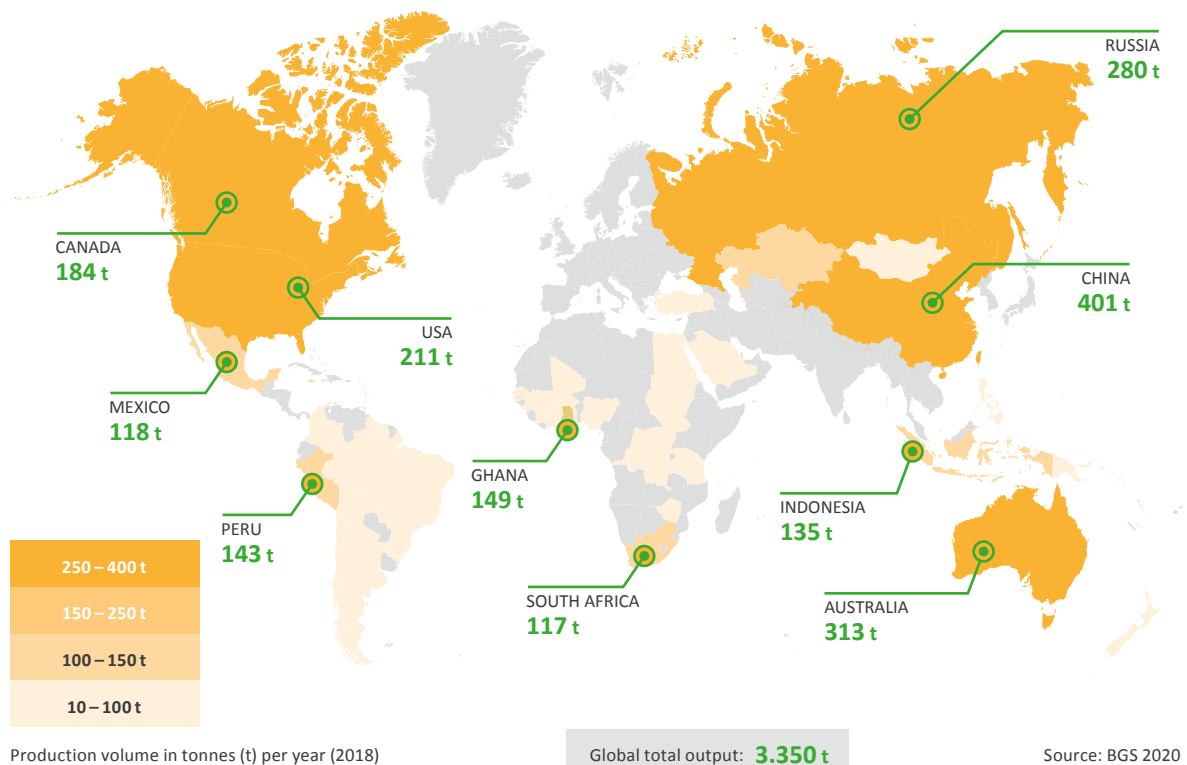 RUSSIA
280 t
CANADA
184 t
CHINA
401 t
USA
211 t
MEXICO
118 t
GHANA
149 t
INDONESIA
135 t
PERU
143 t
SOUTH AFRICA
117 t
AUSTRALIA
313 t
250 – 400 t
150 – 250 t
100 – 150 t
10 – 100 t
Production volume in tonnes (t) per year (2018)
Global total output: 3.350 t
Source: BGS 2020